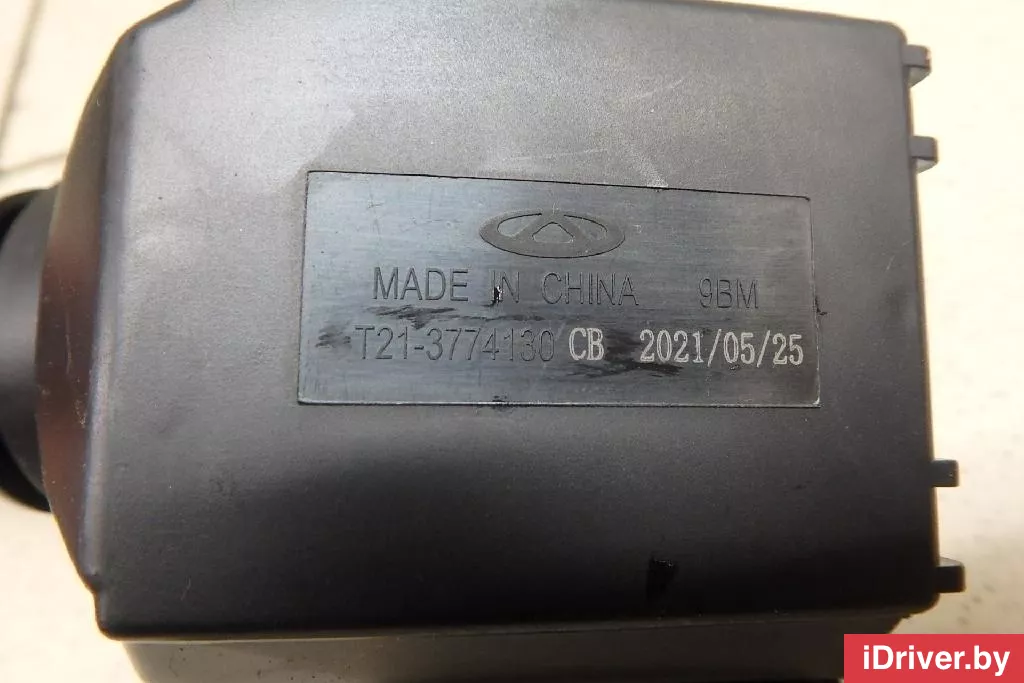 MADE IN CHINA 9BM
T21-3774130 CB 2021/05/25
iDriver.by